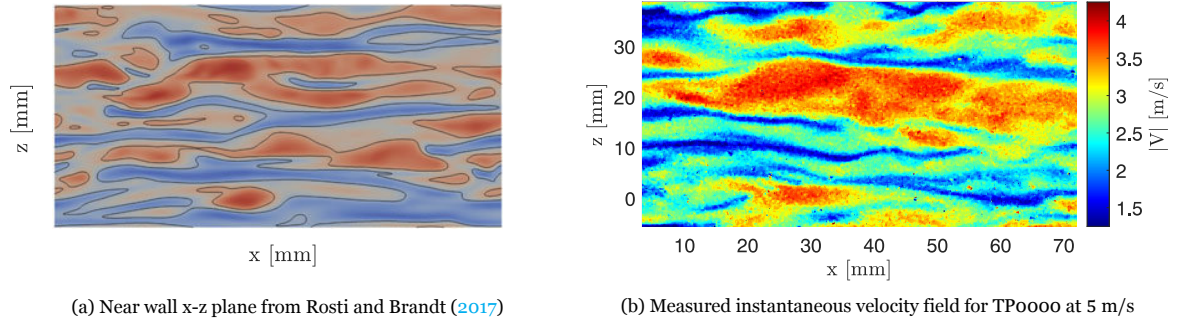 z [mm]
x [mm]
30
20
10
0
z [mm]
10 20 30 40 50 60 70
x [mm]
4
3.5
3
2.5
2
1.5
|V| [m/s]
(a) Near wall x-z plane from Rosti and Brandt (2017)
(b) Measured instantaneous velocity field for TP0000 at 5 m/s